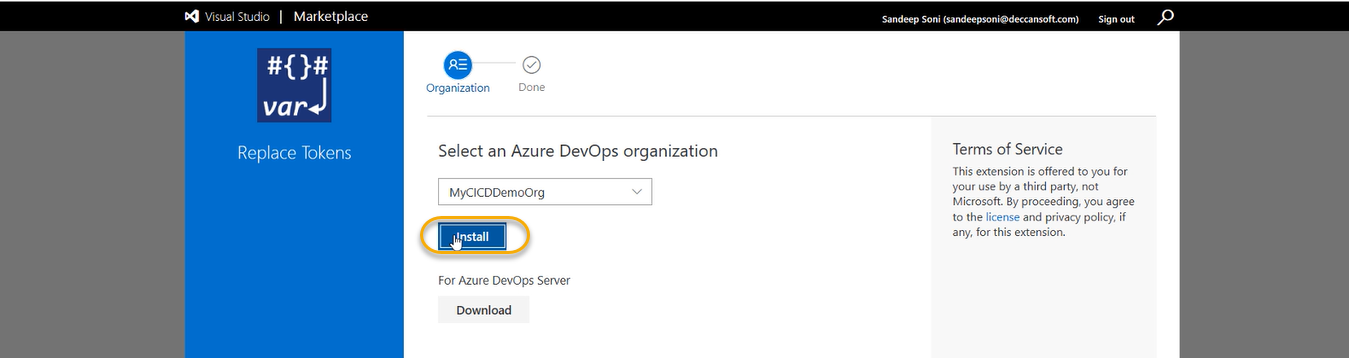 Visual Studio | Marketplace
Sandeep Soni (sandeepsoni@deccansoft.com) Sign out
#{}#
var
Replace Tokens
Organization
Done
Select an Azure DevOps organization
MyCICDDemoOrg
Install
For Azure DevOps Server
Download
Terms of Service
This extension is offered to you for
your use by a third party, not
Microsoft. By proceeding, you agree
to the license and privacy policy, if
any, for this extension.